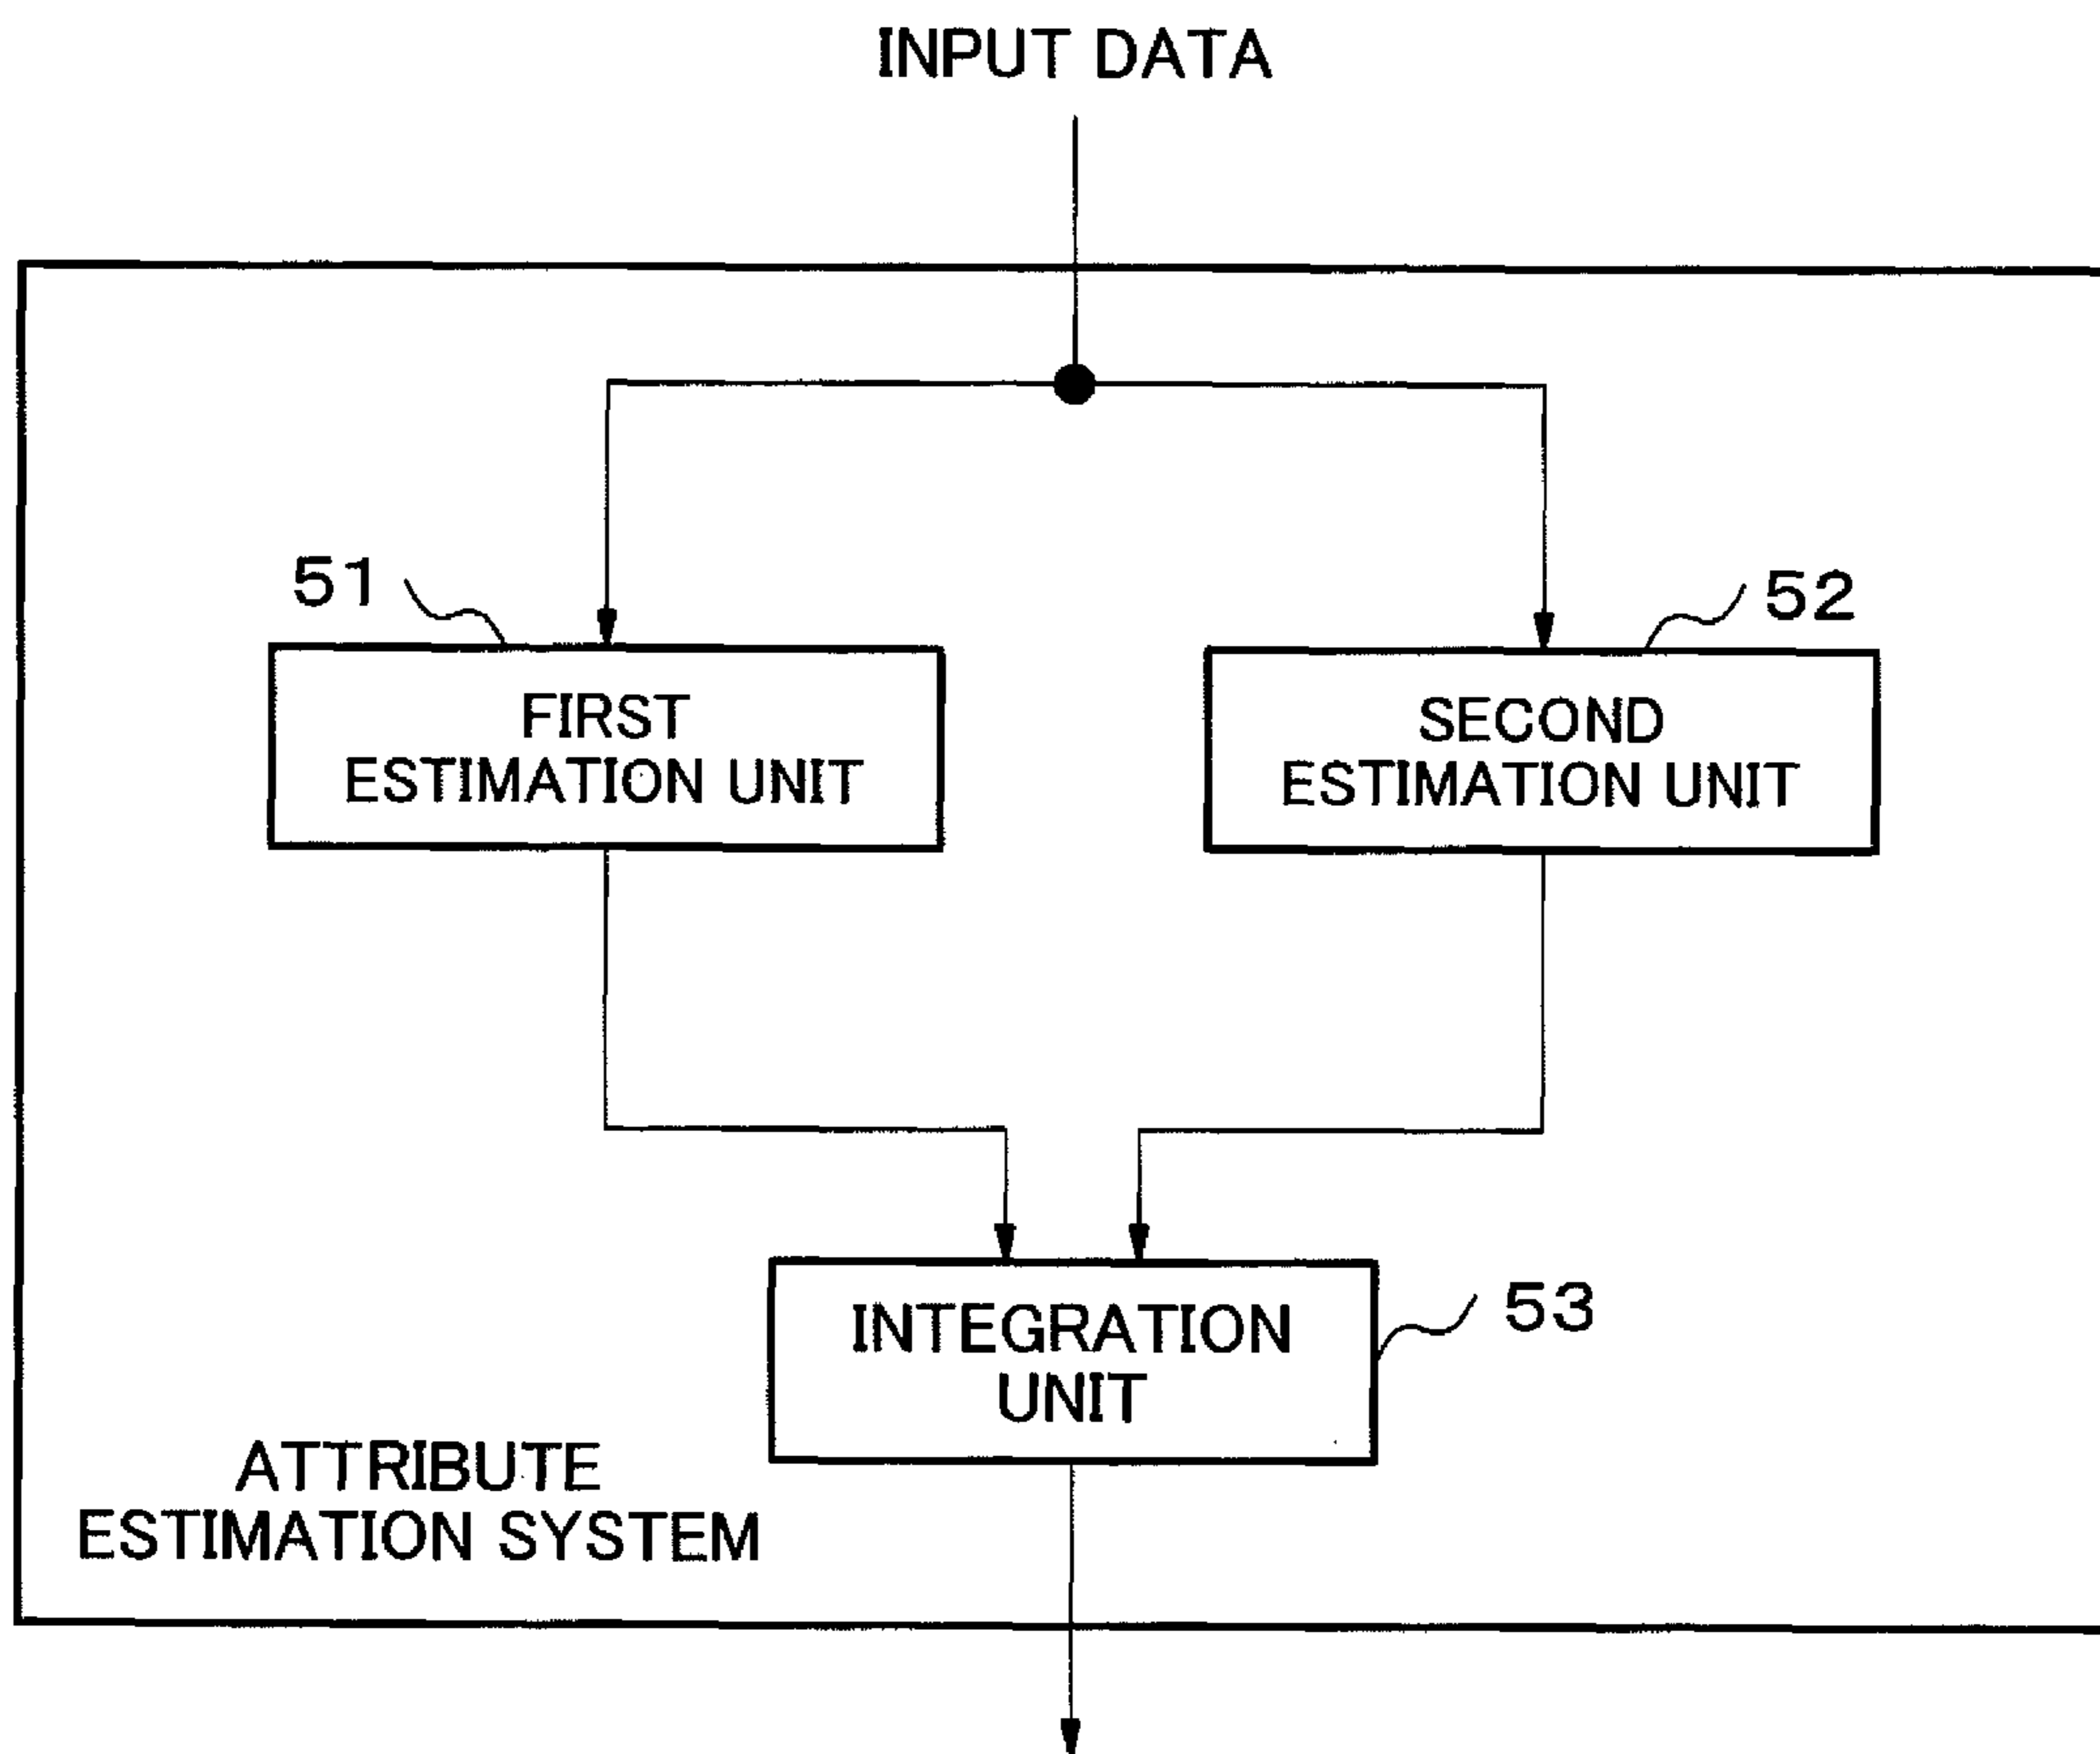 INPUT DATA
51
52
FIRST
ESTIMATION UNIT
SECOND
ESTIMATION UNIT
INTEGRATION
UNIT
53
ATTRIBUTE
ESTIMATION SYSTEM